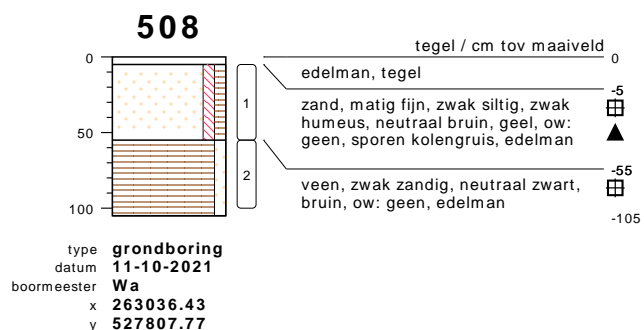 508
tegel / cm tov maaiveld
0
0
edelman, tegel
-5
zand, matig fijn, zwak siltig, zwak
humeus, neutraal bruin, geel, ow:
geen, sporen kolengruis, edelman
1
50
-55
veen, zwak zandig, neutraal zwart,
bruin, ow: geen, edelman
2
100
-105
type grondboring
datum 11-10-2021
boormeester Wa
x 263036.43
y 527807.77